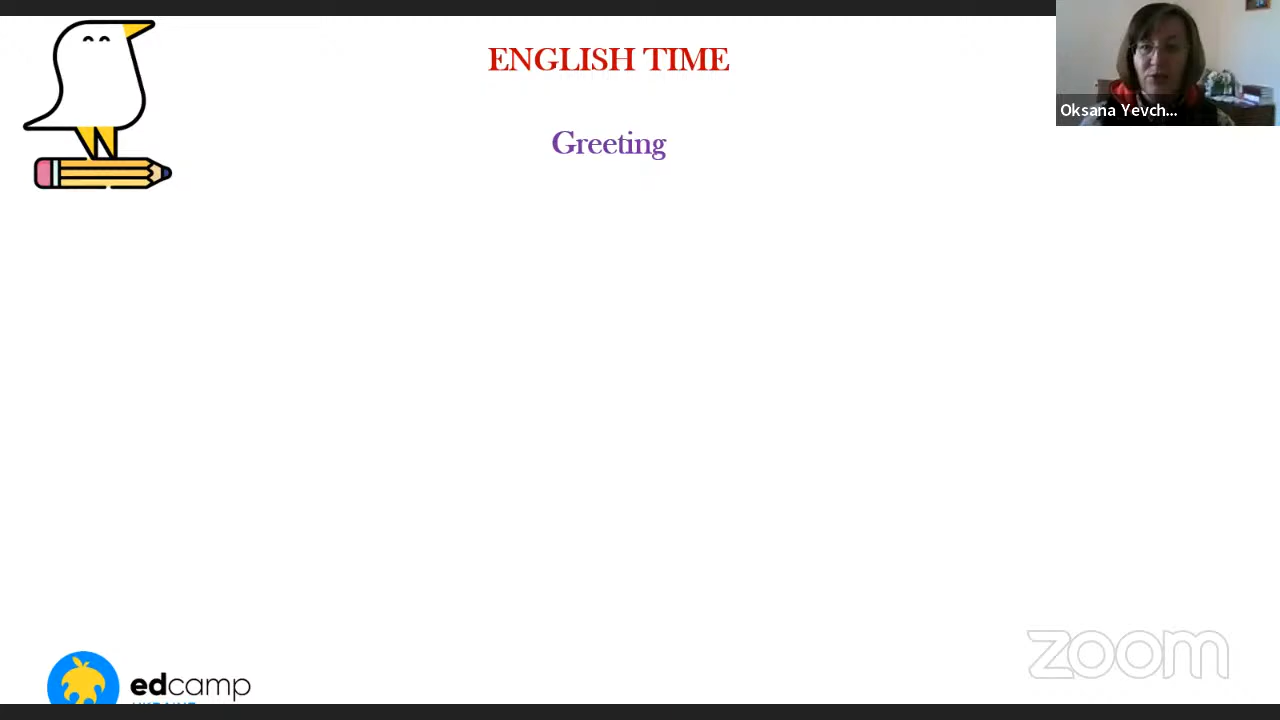 ENGLISH TIME
Greeting
Oksana Yevch...
edcamp
zoom